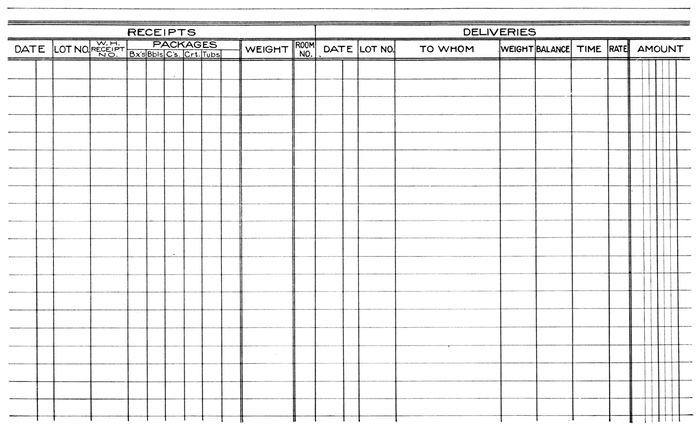 RECEIPTS DELIVERIES
DATE LOT NO. W. H. RECEIPT NO. PACKAGES WEIGHT ROOM NO. DATE LOT NO. TO WHOM WEIGHT BALANCE TIME RATE AMOUNT
Bx's Bbls C's. Crt. Tubs